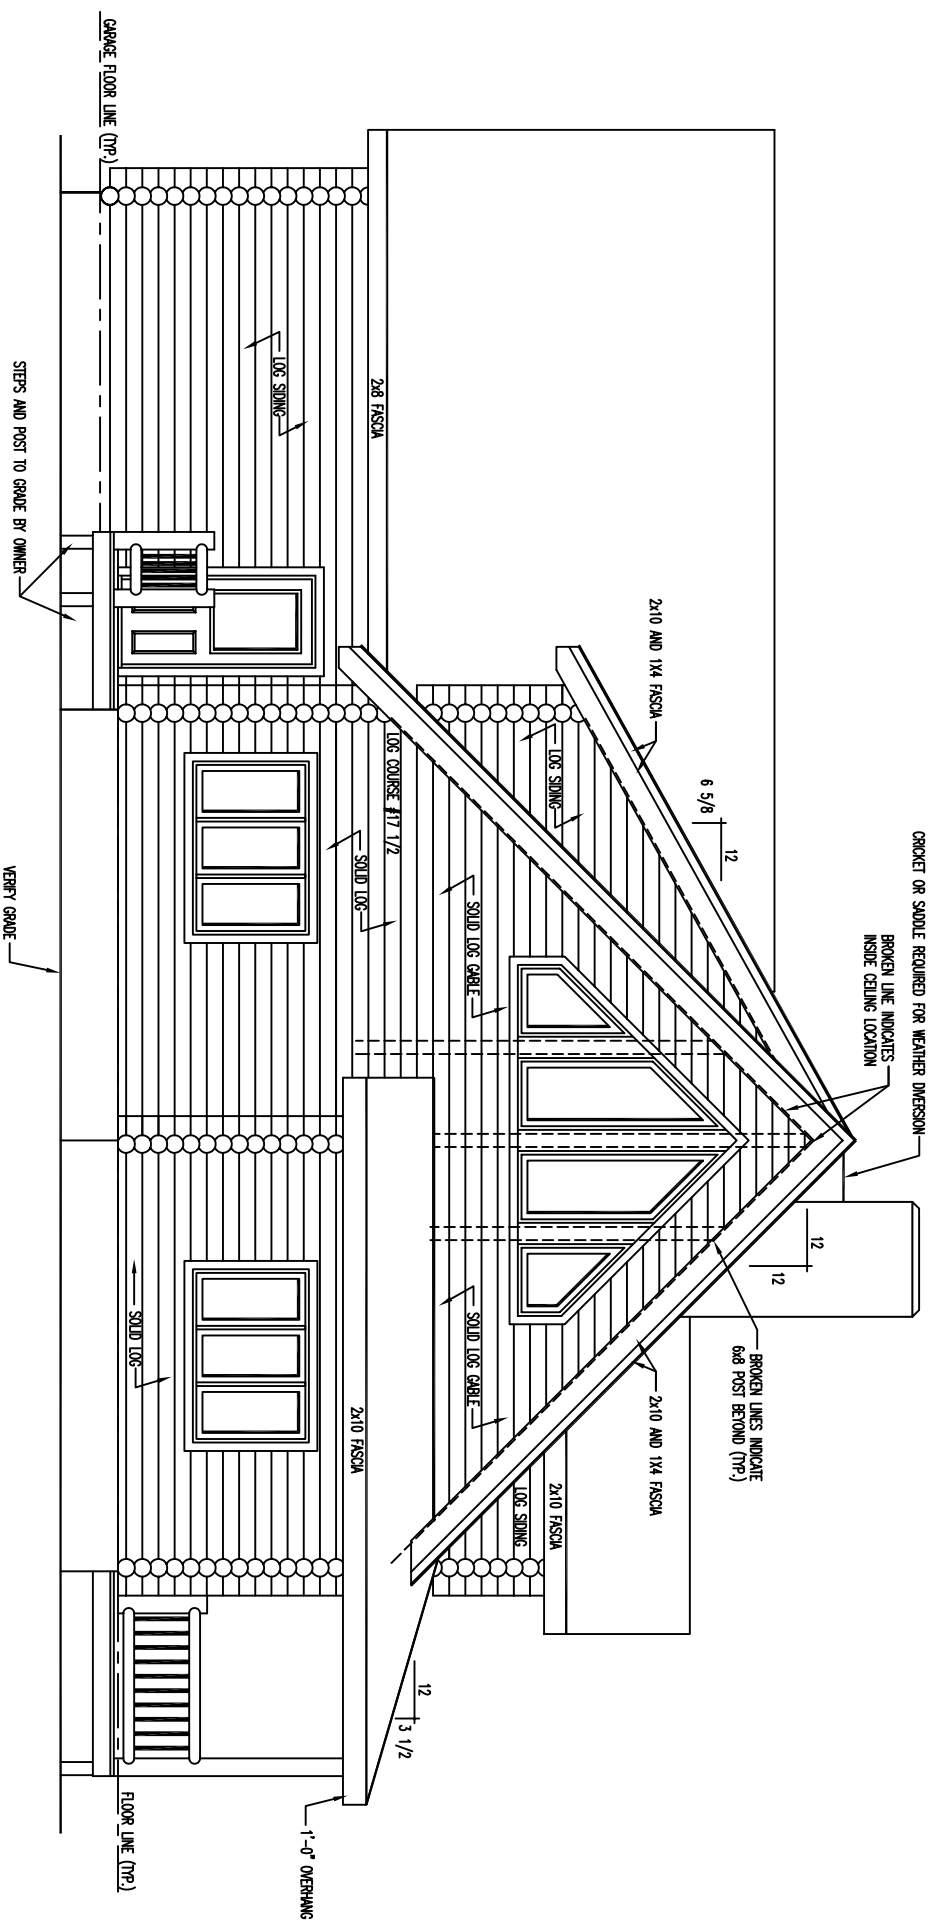 CRICKET OR SADDLE REQUIRED FOR WEATHER DIVERSION
BROKEN LINE INDICATES
INSIDE CEILING LOCATION
12
12
BROKEN LINES INDICATE
6x8 POST BEYOND (TYP.)
2x10 AND 1X4 FASCIA
12
6 5/8
2x10 AND 1X4 FASCIA
LOG SIDING
2x10 FASCIA
LOG SIDING
SOLID LOG GABLE
SOLID LOG GABLE
LOG COURSE #17 1/2
2x8 FASCIA
12
3 1/2
SOLID LOG
2x10 FASCIA
LOG SIDING
1'-0" OVERHANG
SOLID LOG
FLOOR LINE (TYP.)
GARAGE FLOOR LINE (TYP.)
STEPS AND POST TO GRADE BY OWNER
VERIFY GRADE